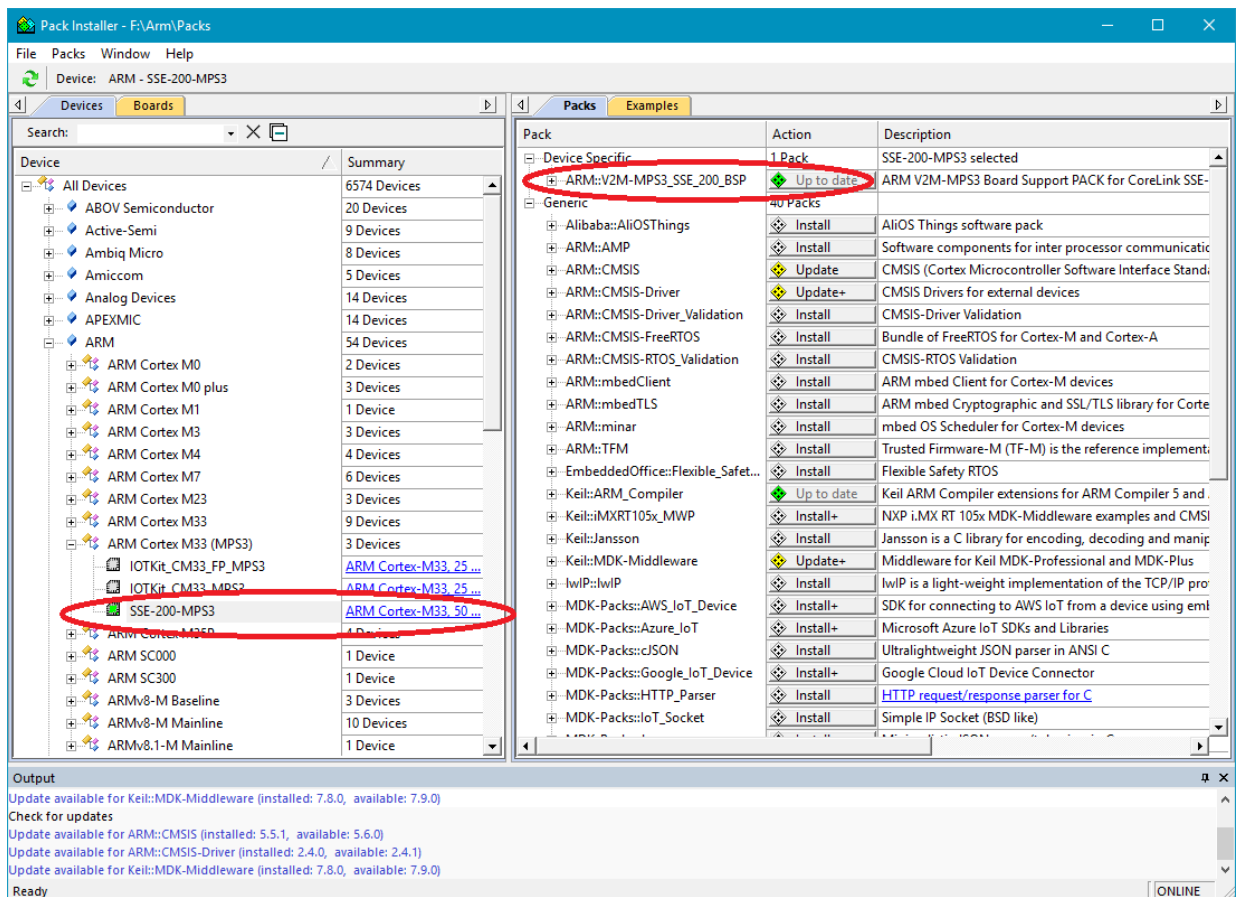 Pack Installer - F:\Arm\Packs
File Packs Window Help
Device: ARM - SSE-200-MPS3
Devices Boards
Search:
Device / Summary
All Devices 6574 Devices
ABOV Semiconductor 20 Devices
Active-Semi 9 Devices
Ambiq Micro 8 Devices
Amiccom 5 Devices
Analog Devices 14 Devices
APEXMIC 14 Devices
ARM 54 Devices
ARM Cortex M0 2 Devices
ARM Cortex M0 plus 3 Devices
ARM Cortex M1 1 Device
ARM Cortex M3 3 Devices
ARM Cortex M4 4 Devices
ARM Cortex M7 6 Devices
ARM Cortex M23 3 Devices
ARM Cortex M33 9 Devices
ARM Cortex M33 (MPS3) 3 Devices
IOTKit_CM33_FP_MPS3 ARM Cortex-M33, 25 ...
IOTKit_CM33_MPS3 ARM Cortex-M33, 25 ...
SSE-200-MPS3 ARM Cortex-M33, 50 ...
ARM Cortex M35P 4 Devices
ARM SC000 1 Device
ARM SC300 1 Device
ARMv8-M Baseline 3 Devices
ARMv8-M Mainline 10 Devices
ARMv8.1-M Mainline 1 Device
Packs Examples
Pack Action Description
Device Specific 1 Pack SSE-200-MPS3 selected
ARM::V2M-MPS3_SSE_200_BSP Up to date ARM V2M-MPS3 Board Support PACK for CoreLink SSE-
Generic 40 Packs
Alibaba::AliOSThings Install AliOS Things software pack
ARM::AMP Install Software components for inter processor communicatic
ARM::CMSIS Update CMSIS (Cortex Microcontroller Software Interface Stand
ARM::CMSIS-Driver Update+ CMSIS Drivers for external devices
ARM::CMSIS-Driver_Validation Install CMSIS-Driver Validation
ARM::CMSIS-FreeRTOS Install Bundle of FreeRTOS for Cortex-M and Cortex-A
ARM::CMSIS-RTOS_Validation Install CMSIS-RTOS Validation
ARM::mbedClient Install ARM mbed Client for Cortex-M devices
ARM::mbedTLS Install ARM mbed Cryptographic and SSL/TLS library for Corte
ARM::minar Install mbed OS Scheduler for Cortex-M devices
ARM::TFM Install Trusted Firmware-M (TF-M) is the reference implement
EmbeddedOffice::Flexible_Safet... Install Flexible Safety RTOS
Keil::ARM_Compiler Up to date Keil ARM Compiler extensions for ARM Compiler 5 and
Keil::iMXRT105x_MWP Install+ NXP i.MX RT 105x MDK-Middleware examples and CMSI
Keil::Jansson Install Jansson is a C library for encoding, decoding and manip
Keil::MDK-Middleware Update+ Middleware for Keil MDK-Professional and MDK-Plus
lwIP::lwIP Install lwIP is a light-weight implementation of the TCP/IP pro
MDK-Packs::AWS_IoT_Device Install+ SDK for connecting to AWS IoT from a device using em
MDK-Packs::Azure_IoT Install+ Microsoft Azure IoT SDKs and Libraries
MDK-Packs::cJSON Install Ultralightweight JSON parser in ANSI C
MDK-Packs::Google_IoT_Device Install+ Google Cloud IoT Device Connector
MDK-Packs::HTTP_Parser Install HTTP request/response parser for C
MDK-Packs::IoT_Socket Install Simple IP Socket (BSD like)
Output
Update available for Keil::MDK-Middleware (installed: 7.8.0, available: 7.9.0)
Check for updates
Update available for ARM::CMSIS (installed: 5.5.1, available: 5.6.0)
Update available for ARM::CMSIS-Driver (installed: 2.4.0, available: 2.4.1)
Update available for Keil::MDK-Middleware (installed: 7.8.0, available: 7.9.0)
Ready ONLINE